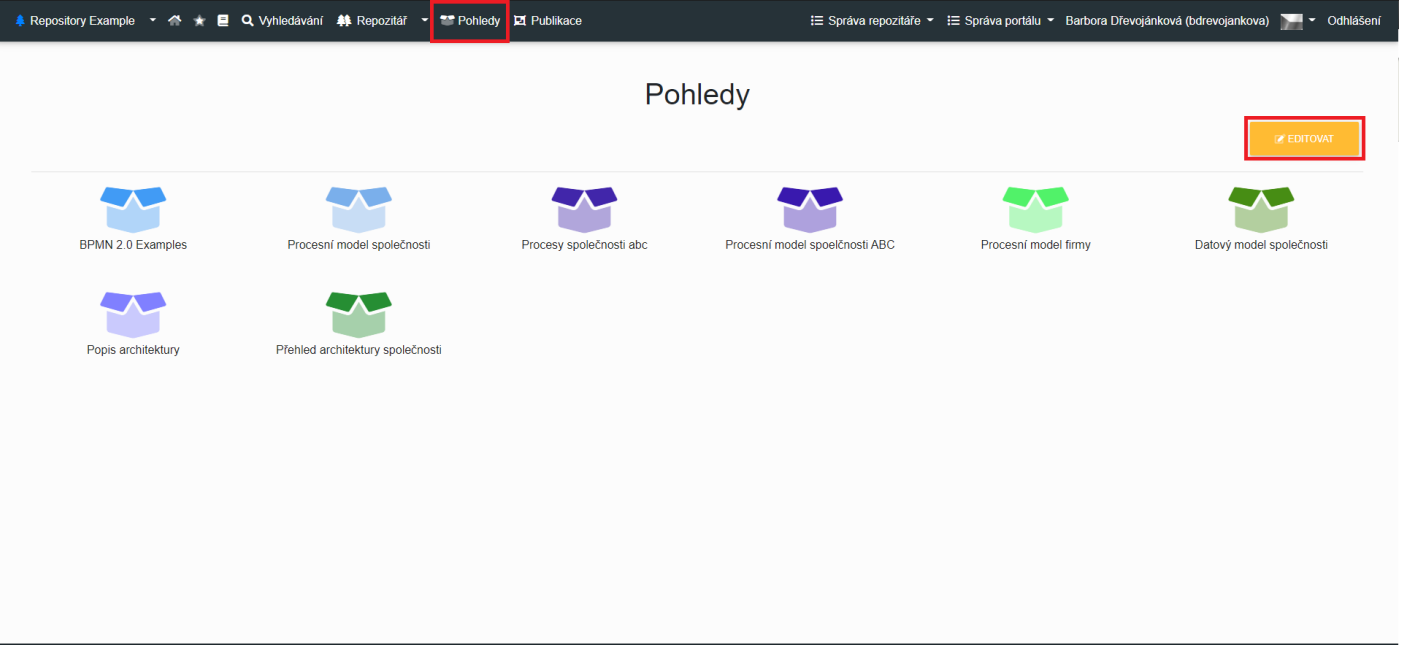 Repository Example Vyhledávání Repozitář Pohledy Publikace Správa repozitáře Správa portálu Barbora Dřevojánková (bdrevojankova) Odhlášení
Pohledy
EDITOVAT
BPMN 2.0 Examples Procesní model společnosti Procesy společnosti abc Procesní model spoelčnosti ABC Procesní model firmy Datový model společnosti
Popis architektury Přehled architektury společnosti